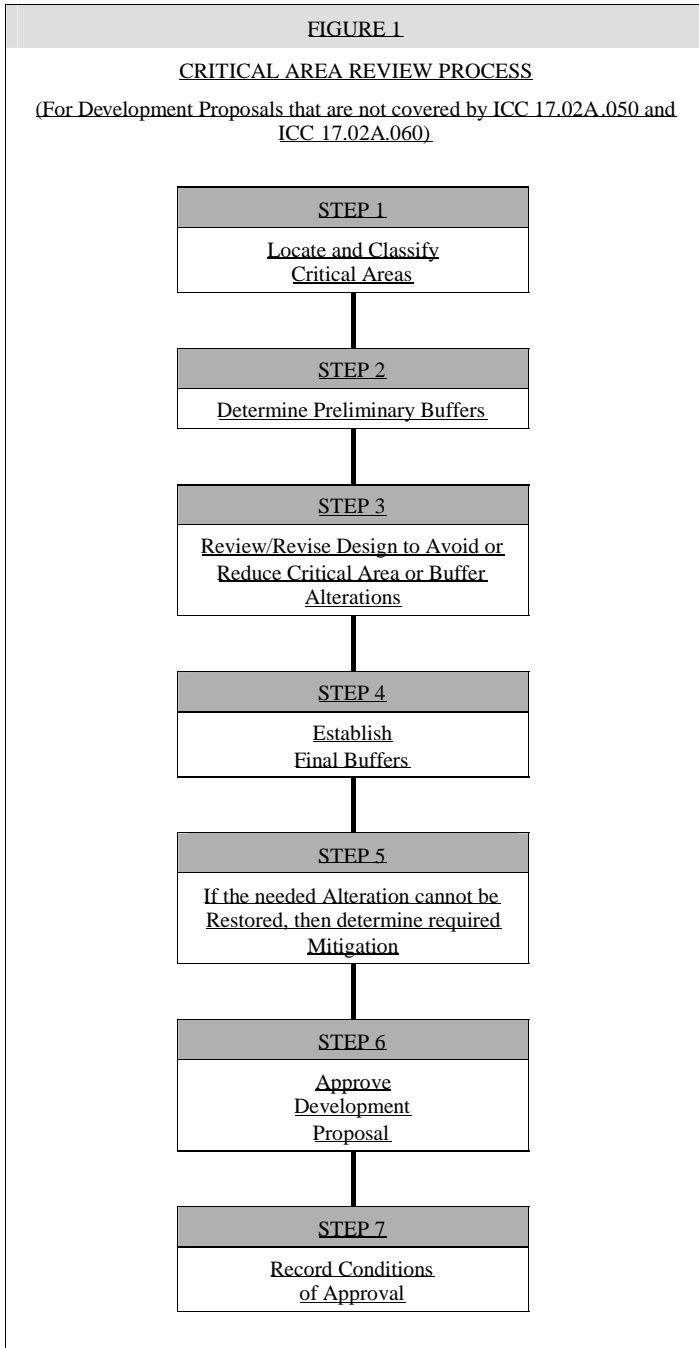 FIGURE 1
CRITICAL AREA REVIEW PROCESS
(For Development Proposals that are not covered by ICC 17.02A.050 and
ICC 17.02A.060)
STEP 1
Locate and Classify
Critical Areas
STEP 2
Determine Preliminary Buffers
STEP 3
Review/Revise Design to Avoid or
Reduce Critical Area or Buffer
Alterations
STEP 4
Establish
Final Buffers
STEP 5
If the needed Alteration cannot be
Restored, then determine required
Mitigation
STEP 6
Approve
Development
Proposal
STEP 7
Record Conditions
of Approval